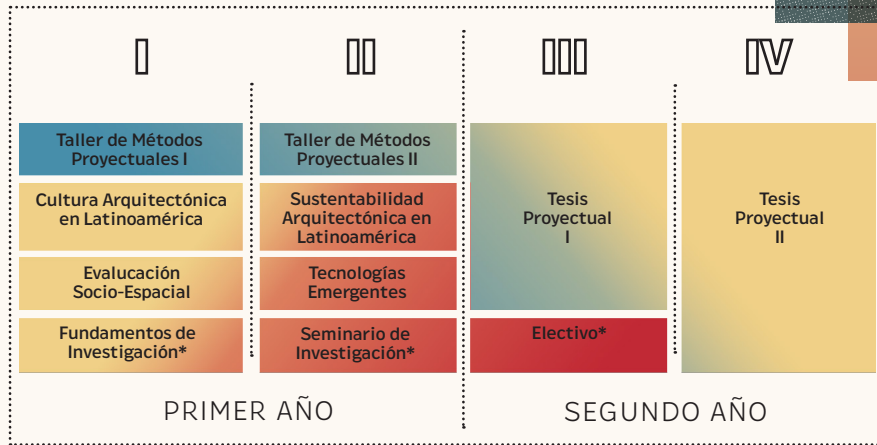 I
II
III
IV
Taller de Métodos
Proyectuales I
Taller de Métodos
Proyectuales II
Cultura Arquitectónica
en Latinoamérica
Sustentabilidad
Arquitectónica en
Latinoamérica
Tesis
Proyectual
I
Tesis
Proyectual
II
Evalucación
Socio-Espacial
Tecnologías
Emergentes
Fundamentos de
Investigación*
Seminario de
Investigación*
Electivo*
PRIMER AÑO
SEGUNDO AÑO